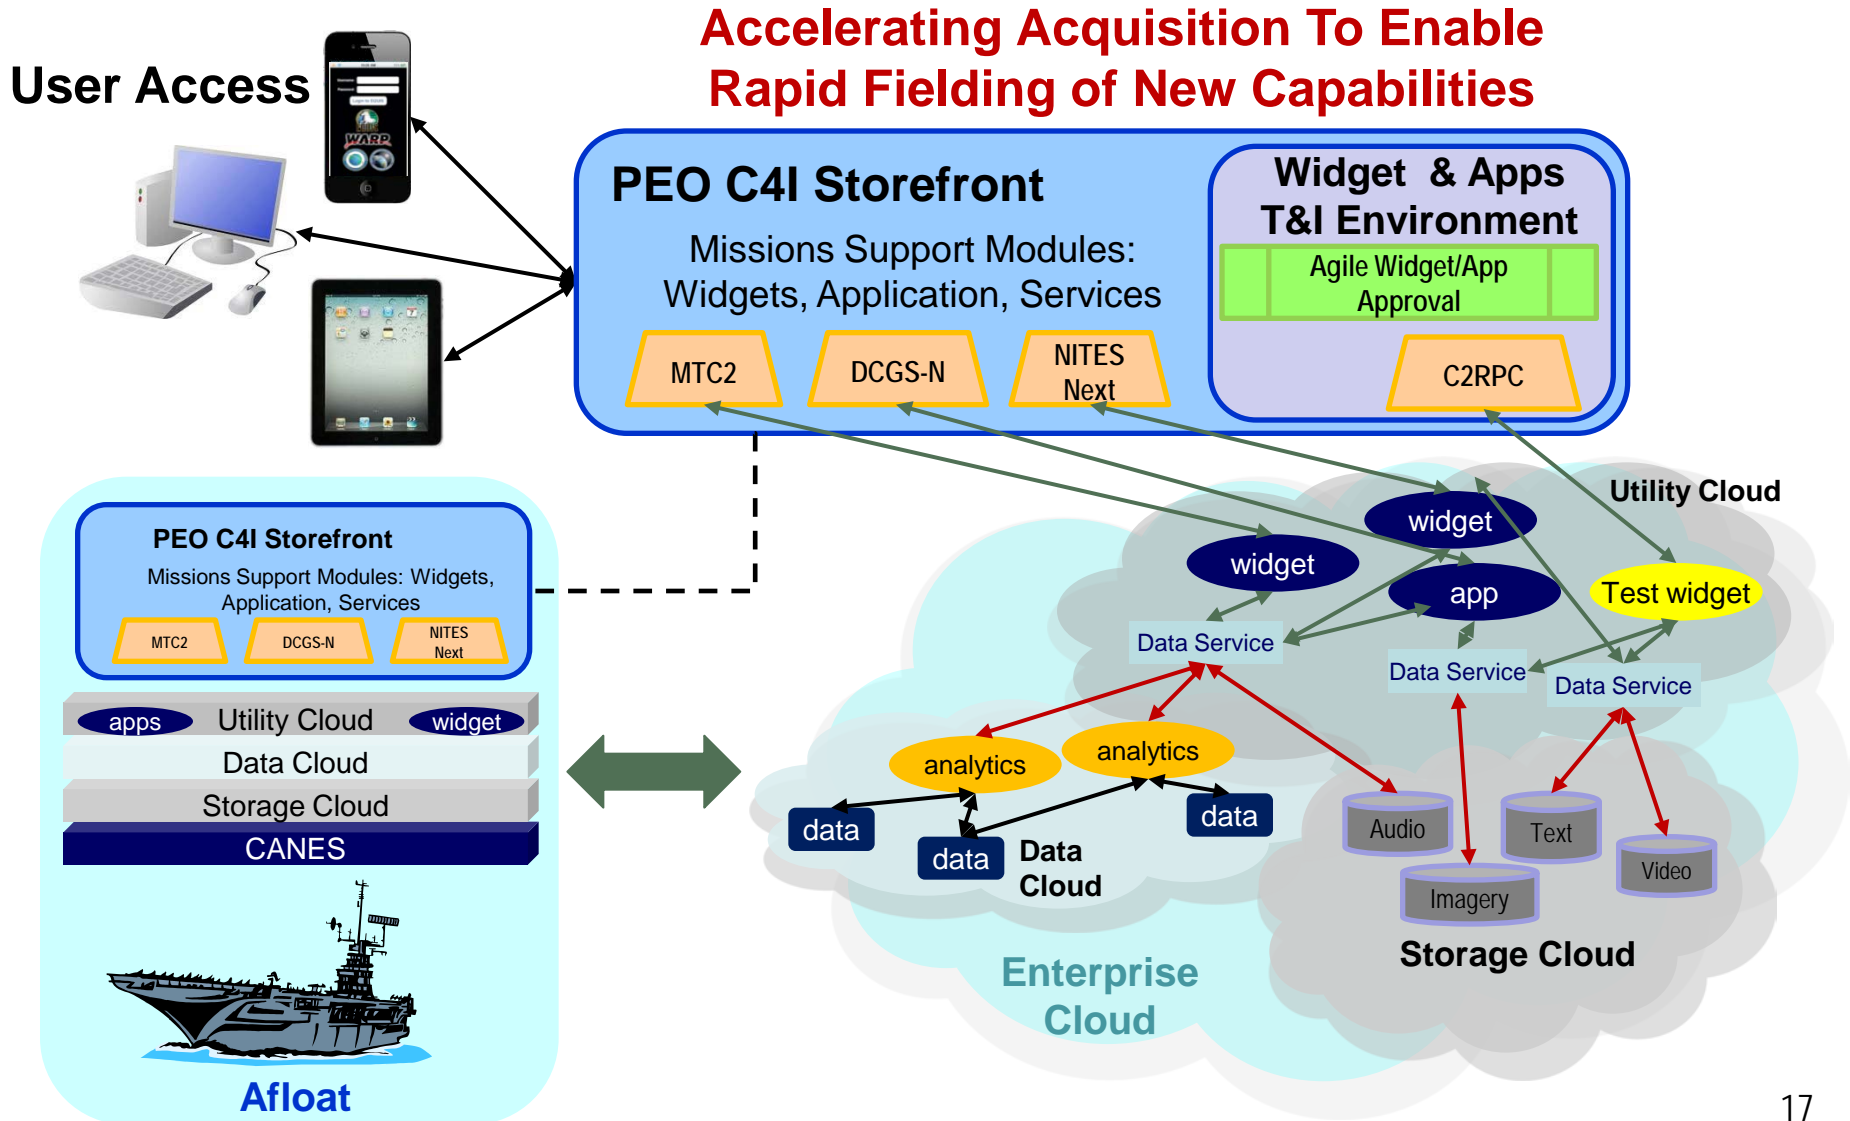 Accelerating Acquisition To Enable
Rapid Fielding of New Capabilities
User Access
WARP
PEO C4I Storefront
Missions Support Modules:
Widgets, Application, Services
MTC2
DCGS-N
NITES
Next
Widget & Apps
T&I Environment
Agile Widget/App
Approval
C2RPC
PEO C4I Storefront
Missions Support Modules: Widgets,
Application, Services
MTC2
DCGS-N
NITES
Next
apps
Utility Cloud
widget
Data Cloud
Storage Cloud
CANES
Afloat
Utility Cloud
widget
widget
app
Test widget
Data Service
Data Service
Data Service
analytics
analytics
data
data
data
Data
Cloud
Audio
Text
Video
Imagery
Storage Cloud
Enterprise
Cloud
17